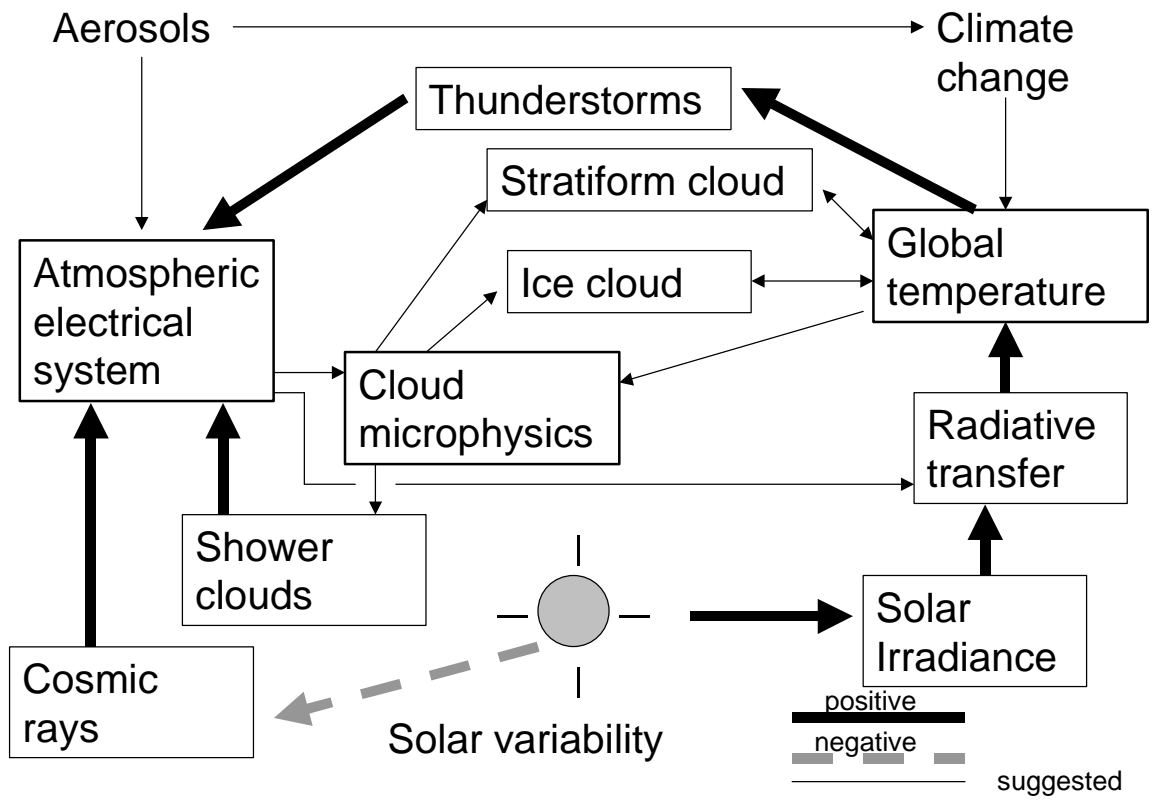 Aerosols
Climate
change
Thunderstorms
Stratiform cloud
Global
temperature
Atmospheric
electrical
system
Ice cloud
Cloud
microphysics
Radiative
transfer
Shower
clouds
Solar
Irradiance
Cosmic
rays
Solar variability
positive
negative
suggested